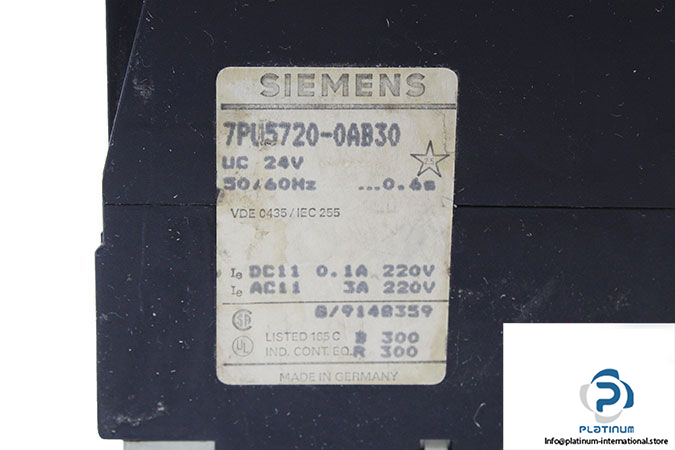 SIEMENS
7PU5720-0AB30
UC 24V
50/60Hz ...0.6s
VDE 0435/IEC 255
Ie DC11 0.1A 220V
Ie AC11 3A 220V
G/9148359
LISTED 165C B 300
IND. CONT. EQ. R 300
MADE IN GERMANY
PLATINUM
Info@platinum-international.store